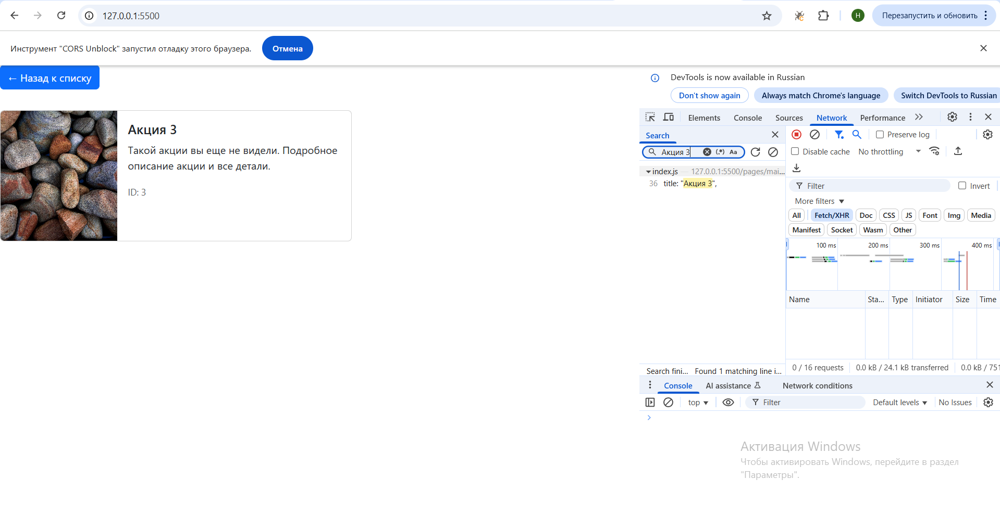 127.0.0.1:5500
H
Перезапустить и обновить
Инструмент "CORS Unblock" запустил отладку этого браузера.
Отмена
← Назад к списку
Акция 3
Такой акции вы еще не видели. Подробное
описание акции и все детали.
ID: 3
DevTools is now available in Russian
Don't show again
Always match Chrome's language
Switch DevTools to Russian
Elements
Console
Sources
Network
Performance
Search
Акция 3
(.*)
Aa
index.js — 127.0.0.1:5500/pages/mai...
36 title: "Акция 3",
Search fini... Found 1 matching line i...
Preserve log
Disable cache
No throttling
Filter
Invert
More filters
All
Fetch/XHR
Doc
CSS
JS
Font
Img
Media
Manifest
Socket
Wasm
Other
100 ms
200 ms
300 ms
400 ms
Name
Sta...
Type
Initiator
Size
Time
0 / 16 requests
0.0 kB / 24.1 kB transferred
0.0 kB / 751
Console
AI assistance
Network conditions
top
Filter
Default levels
No Issues
Активация Windows
Чтобы активировать Windows, перейдите в раздел
"Параметры".